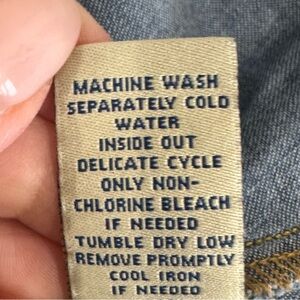 MACHINE WASH
SEPARATELY COLD
WATER
INSIDE OUT
DELICATE CYCLE
ONLY NON-
CHLORINE BLEACH
IF NEEDED
TUMBLE DRY LOW
REMOVE PROMPTLY
COOL IRON
IF NEEDED